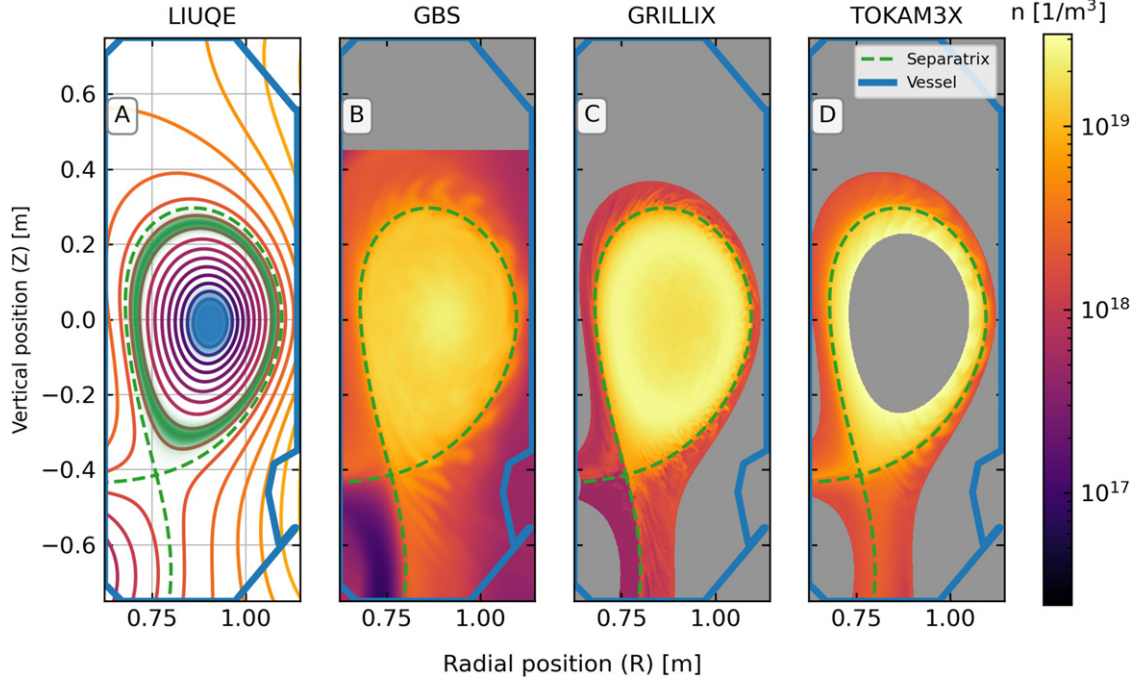 LIUQE GBS GRILLIX TOKAM3X n [1/m³]
Separatrix
Vessel
A B C D
0.6
0.4
0.2
0.0
−0.2
−0.4
−0.6
Vertical position (Z) [m]
10¹⁹
10¹⁸
10¹⁷
0.75 1.00 0.75 1.00 0.75 1.00 0.75 1.00
Radial position (R) [m]